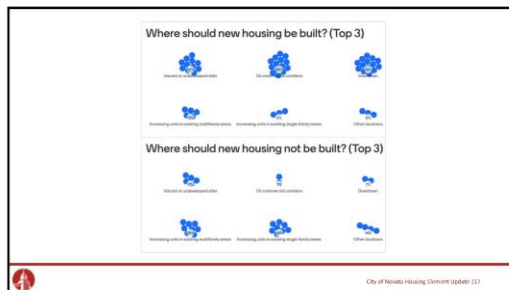 Where should new housing be built? (Top 3)
Vacant or undeveloped sites
On commercial corridors
Downtown
Increasing units in existing multifamily areas
Increasing units in existing single-family areas
Other locations
Where should new housing not be built? (Top 3)
Vacant or undeveloped sites
On commercial corridors
Downtown
Increasing units in existing multifamily areas
Increasing units in existing single-family areas
Other locations
City of Novato Housing Element Update |17